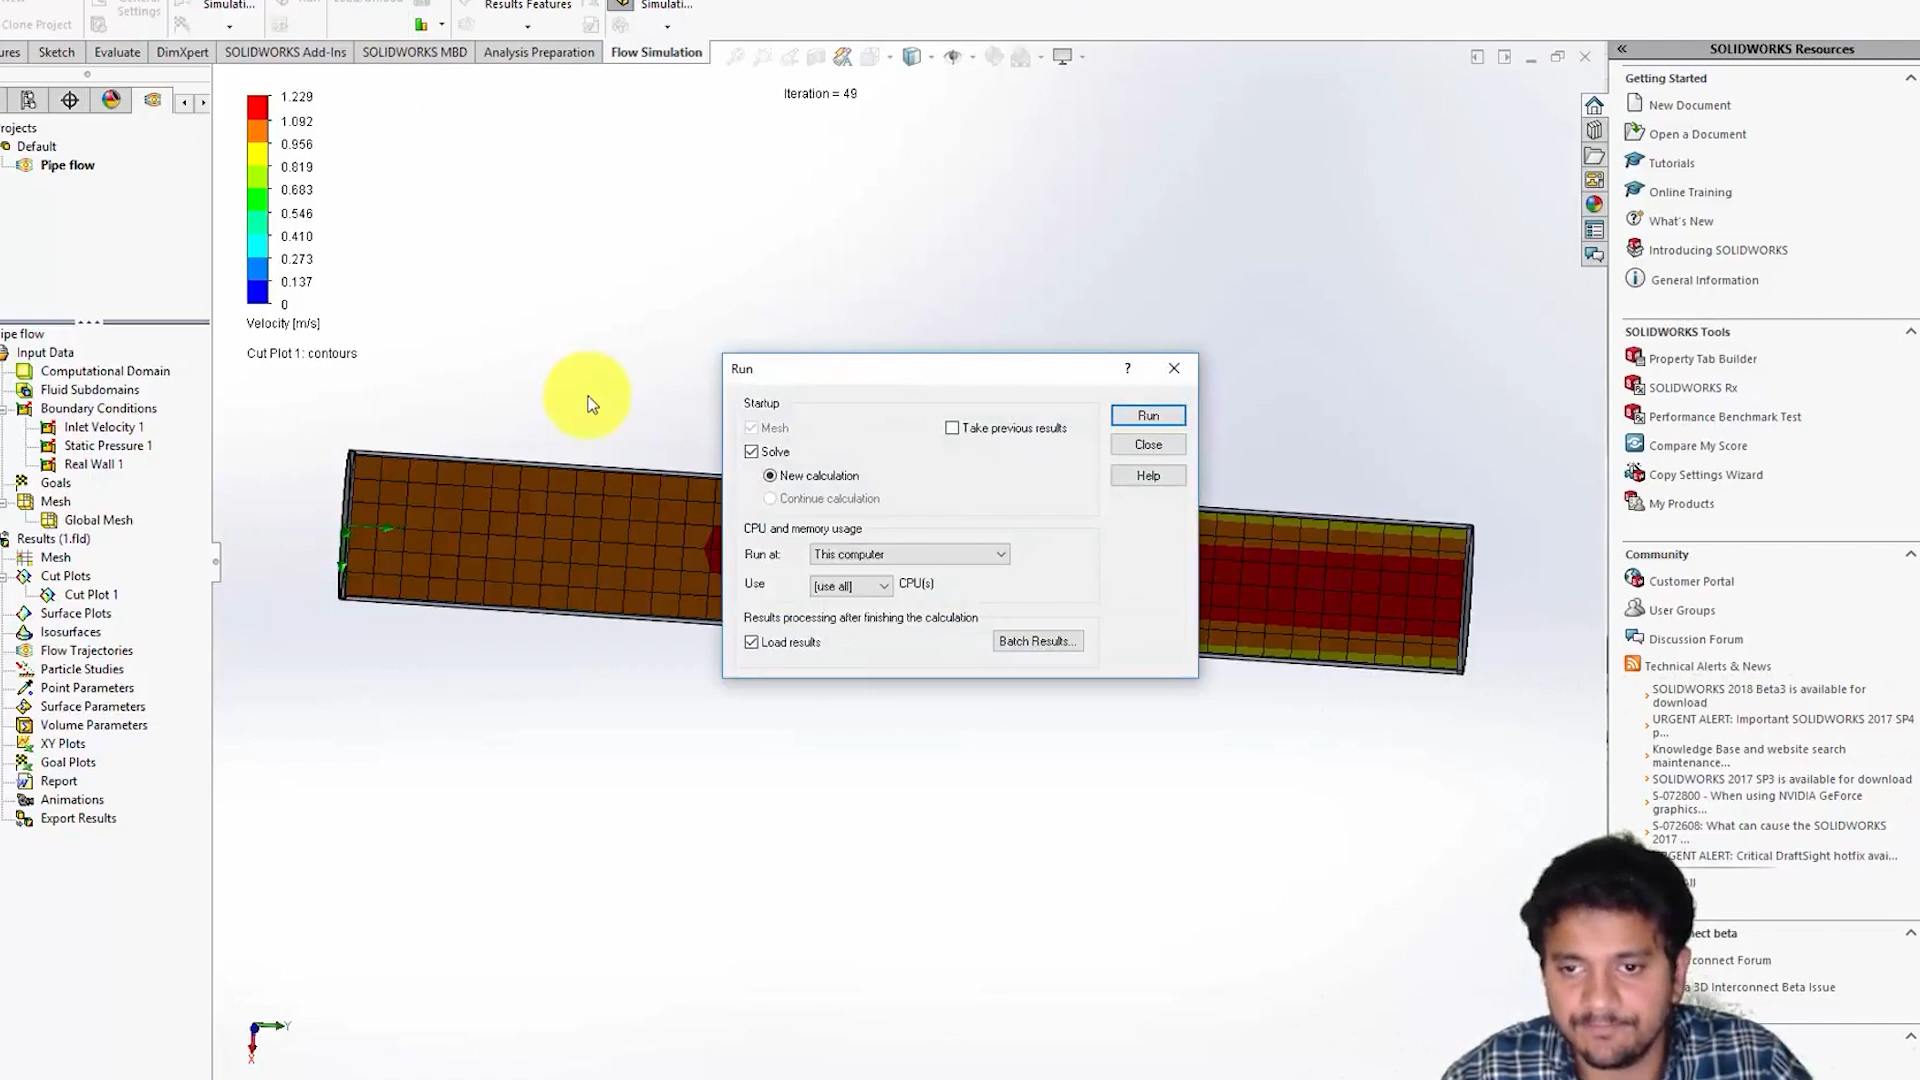 New
General
Settings
Simulati...
Run
Load/Unload
Results Features
Simulati...
Clone Project
ures
Sketch
Evaluate
DimXpert
SOLIDWORKS Add-Ins
SOLIDWORKS MBD
Analysis Preparation
Flow Simulation
SOLIDWORKS Resources
rojects
Default
Pipe flow
ipe flow
Input Data
Computational Domain
Fluid Subdomains
Boundary Conditions
Inlet Velocity 1
Static Pressure 1
Real Wall 1
Goals
Mesh
Global Mesh
Results (1.fld)
Mesh
Cut Plots
Cut Plot 1
Surface Plots
Isosurfaces
Flow Trajectories
Particle Studies
Point Parameters
Surface Parameters
Volume Parameters
XY Plots
Goal Plots
Report
Animations
Export Results
1.229
1.092
0.956
0.819
0.683
0.546
0.410
0.273
0.137
0
Velocity [m/s]
Cut Plot 1: contours
Iteration = 49
Y
X
Run
?
Startup
Mesh
Take previous results
Solve
New calculation
Continue calculation
CPU and memory usage
Run at:
This computer
Use
[use all]
CPU(s)
Results processing after finishing the calculation
Load results
Batch Results...
Run
Close
Help
Getting Started
New Document
Open a Document
Tutorials
Online Training
What's New
Introducing SOLIDWORKS
General Information
SOLIDWORKS Tools
Property Tab Builder
SOLIDWORKS Rx
Performance Benchmark Test
Compare My Score
Copy Settings Wizard
My Products
Community
Customer Portal
User Groups
Discussion Forum
Technical Alerts & News
SOLIDWORKS 2018 Beta3 is available for
download
URGENT ALERT: Important SOLIDWORKS 2017 SP4
p...
Knowledge Base and website search
maintenance...
SOLIDWORKS 2017 SP3 is available for download
S-072800 - When using NVIDIA GeForce
graphics...
S-072608: What can cause the SOLIDWORKS
2017 ...
GENT ALERT: Critical DraftSight hotfix avai...
All
nect beta
connect Forum
a 3D Interconnect Beta Issue